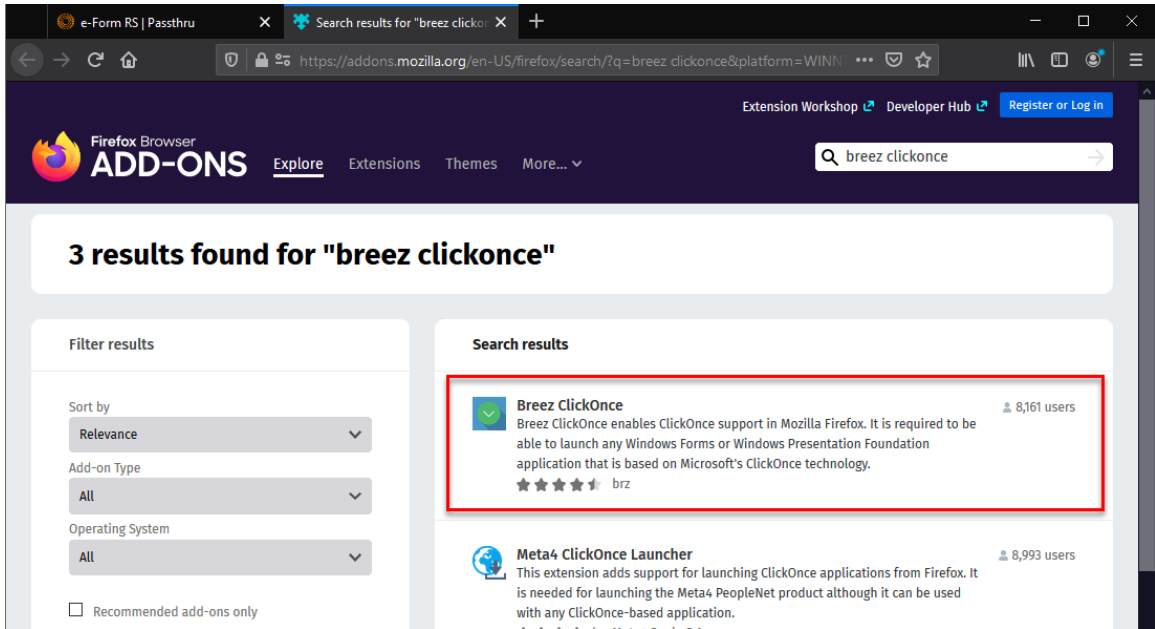 e-Form RS | Passthru
Search results for "breez clickon
https://addons.mozilla.org/en-US/firefox/search/?q=breez clickonce&platform=WINN
Extension Workshop Developer Hub Register or Log in
Firefox Browser
ADD-ONS Explore Extensions Themes More...
breez clickonce
3 results found for "breez clickonce"
Filter results
Sort by
Relevance
Add-on Type
All
Operating System
All
Recommended add-ons only
Search results
Breez ClickOnce
8,161 users
Breez ClickOnce enables ClickOnce support in Mozilla Firefox. It is required to be
able to launch any Windows Forms or Windows Presentation Foundation
application that is based on Microsoft's ClickOnce technology.
brz
Meta4 ClickOnce Launcher
8,993 users
This extension adds support for launching ClickOnce applications from Firefox. It
is needed for launching the Meta4 PeopleNet product although it can be used
with any ClickOnce-based application.